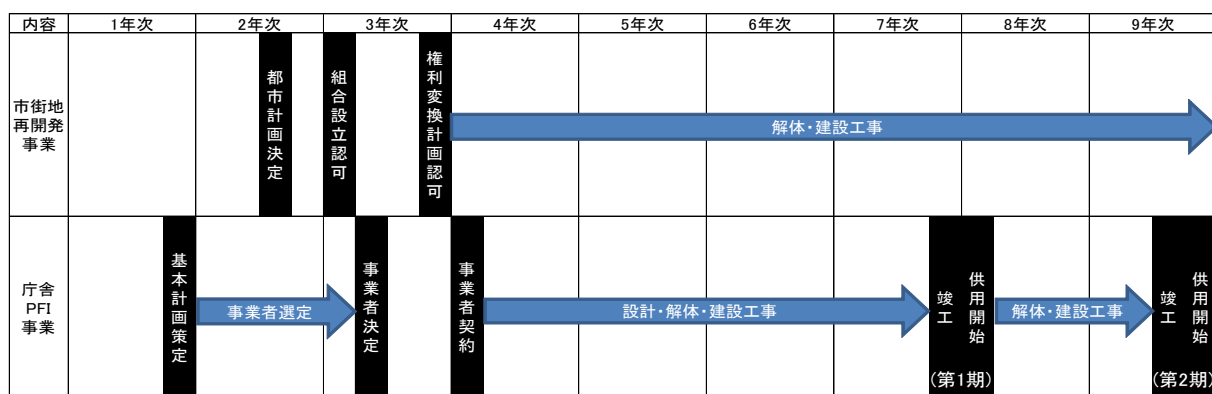 内容 1年次 2年次 3年次 4年次 5年次 6年次 7年次 8年次 9年次
市街地
再開発
事業
都市計画決定
組合設立認可
権利変換計画認可
解体・建設工事
庁舎
PFI
事業
基本計画策定
事業者選定
事業者決定
事業者契約
設計・解体・建設工事
竣工
供用開始
(第1期)
解体・建設工事
竣工
供用開始
(第2期)